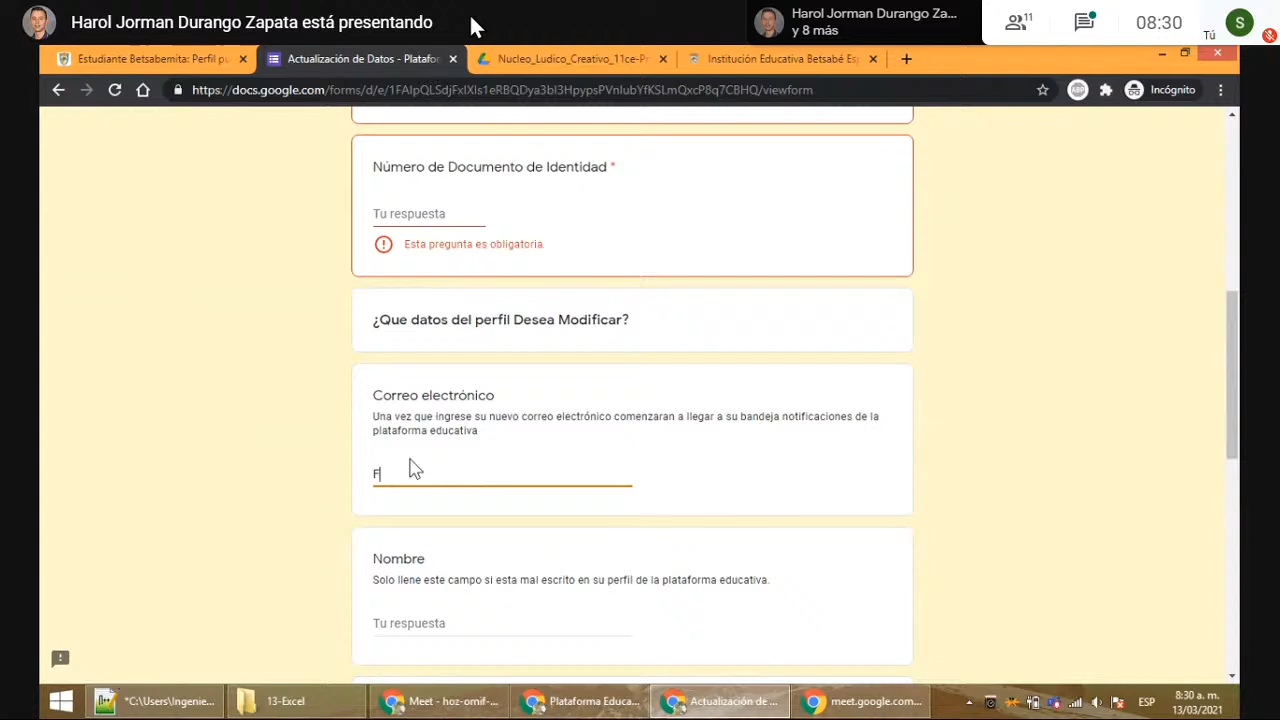 Harol Jorman Durango Zapata está presentando
Harol Jorman Durango Za...
y 8 más
11
08:30
Tú
S
Estudiante Betsabemita: Perfil pu
Actualización de Datos - Platafor
Nucleo_Ludico_Creativo_11ce-Pr
Institución Educativa Betsabé Esp
https://docs.google.com/forms/d/e/1FAIpQLSdjFxIXIs1eRBQDya3bI3HpypsPVnIubYfKSLmQxcP8q7CBHQ/viewform
ABP
Incógnito
Número de Documento de Identidad *
Tu respuesta
Esta pregunta es obligatoria.
¿Que datos del perfil Desea Modificar?
Correo electrónico
Una vez que ingrese su nuevo correo electrónico comenzaran a llegar a su bandeja notificaciones de la
plataforma educativa
F
Nombre
Solo llene este campo si esta mal escrito en su perfil de la plataforma educativa.
Tu respuesta
*C:\Users\Ingenie...
13-Excel
Meet - hoz-omif-...
Plataforma Educa...
Actualización de ...
meet.google.com...
ESP
8:30 a. m.
13/03/2021